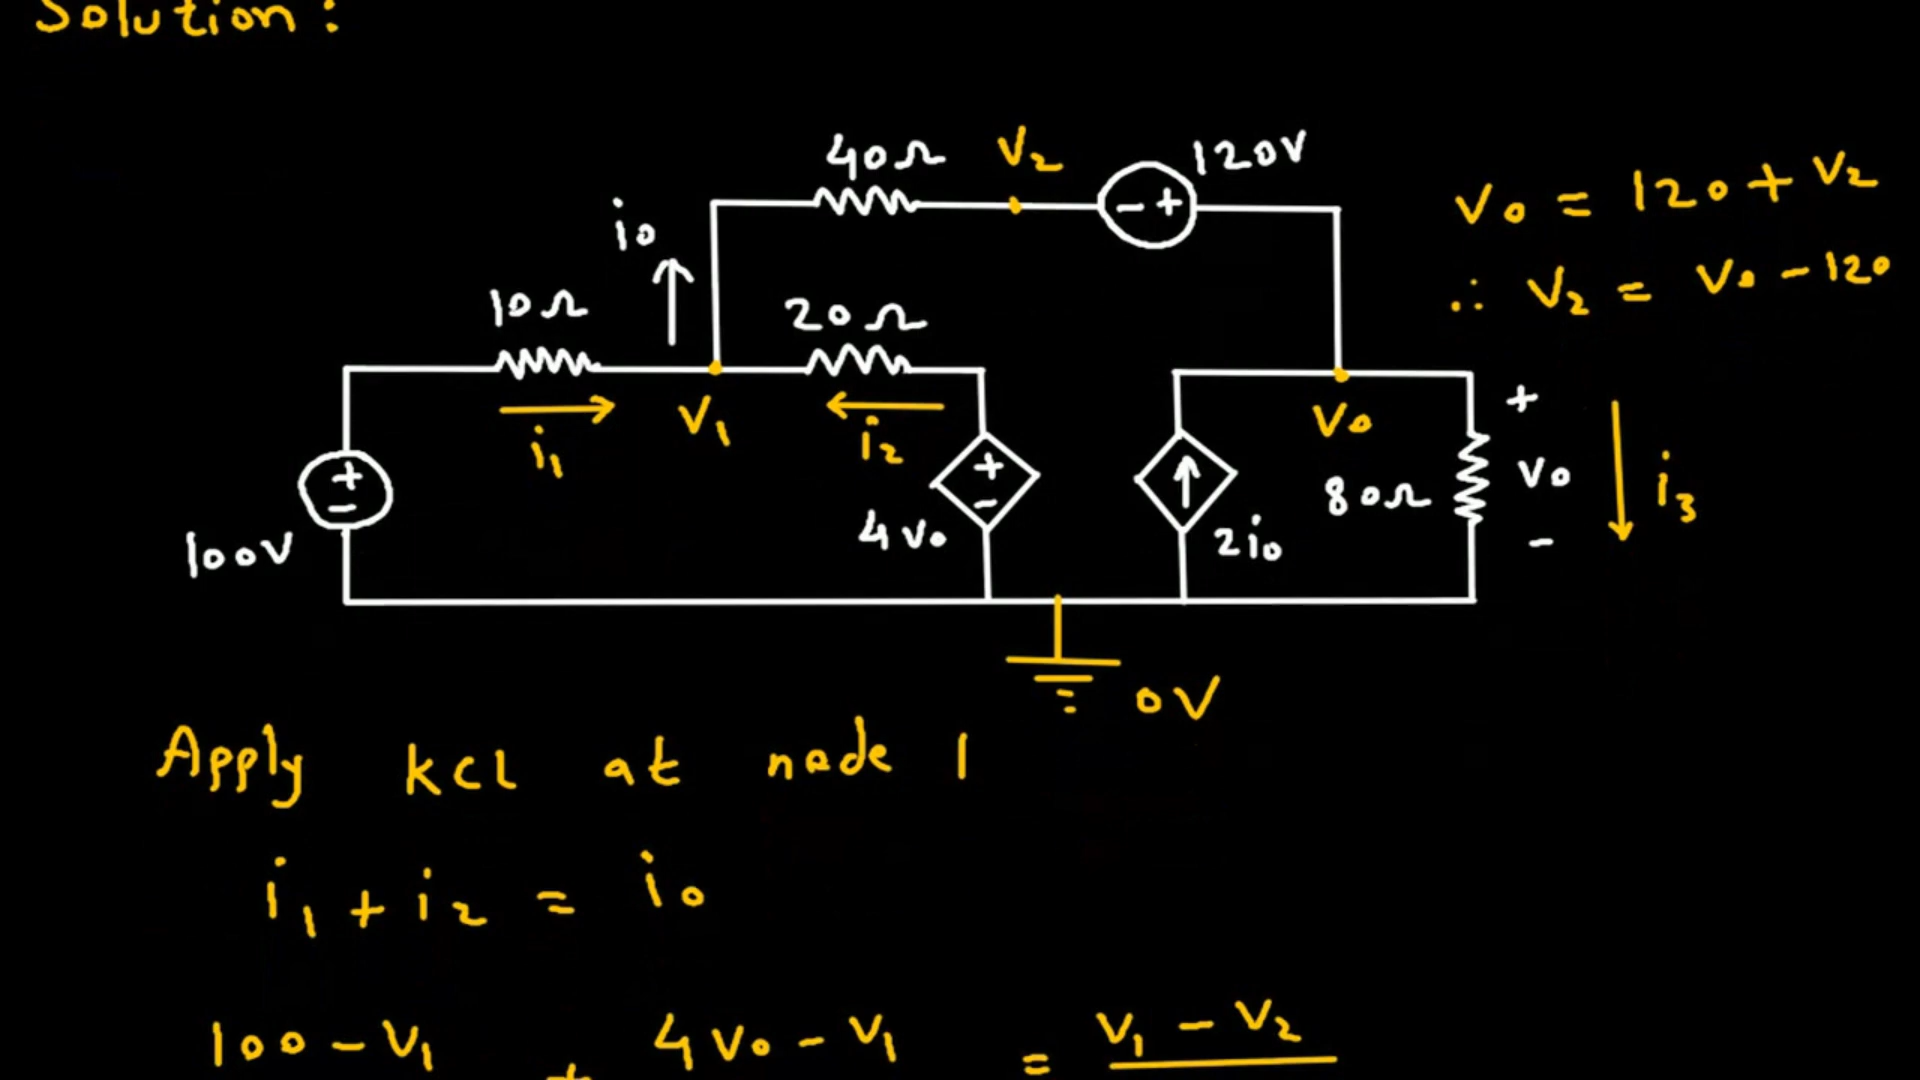 Solution :
40Ω V₂ 120V
i₀ - +
V₀ = 120 + V₂
∴ V₂ = V₀ - 120
10Ω 20Ω
i₁ V₁ i₂ V₀
+ + + -
- - 80Ω V₀ i₃
100V 4V₀ 2i₀ -
0V
Apply KCL at node 1
i₁ + i₂ = i₀
100 - V₁ + 4V₀ - V₁ = V₁ - V₂